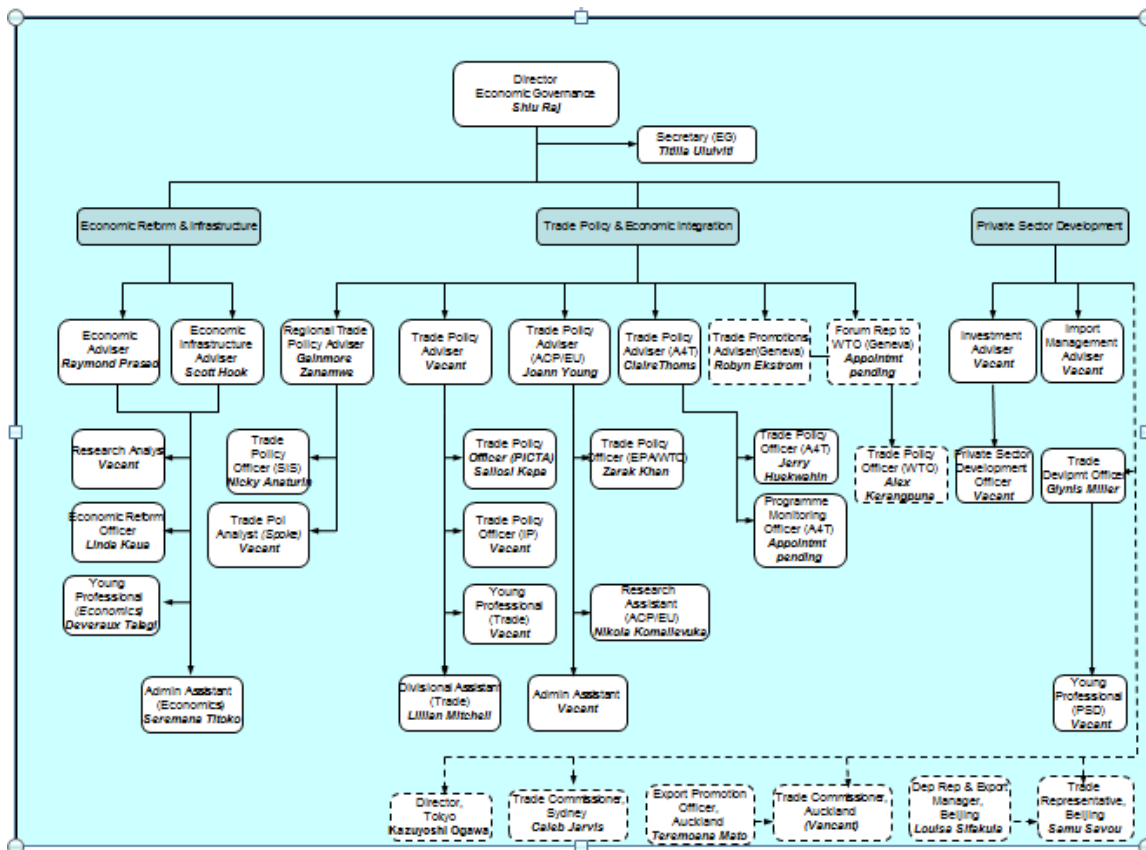 Director
Economic Governance
Shiu Raj
Secretary (EG)
Titilia Uluiviti
Economic Reform & Infrastructure
Trade Policy & Economic Integration
Private Sector Development
Economic
Adviser
Raymond Prasad
Economic
Infrastructure
Adviser
Scott Hook
Regional Trade
Policy Adviser
Gainmore
Zanamwe
Trade Policy
Adviser
Vacant
Trade Policy
Adviser
(ACP/EU)
Joann Young
Trade Policy
Adviser (A4T)
Claire Thoms
Trade Promotions
Adviser(Geneva)
Robyn Ekstrom
Forum Rep to
WTO (Geneva)
Appointmt
pending
Investment
Adviser
Vacant
Import
Management
Adviser
Vacant
Research Analyst
Vacant
Trade
Policy
Officer (SIS)
Nicky Anaturin
Trade Policy
Officer (PICTA)
Sailosi Kepa
Trade Policy
Officer (EPA/WTO)
Zarak Khan
Trade Policy
Officer (A4T)
Jerry
Huekwahin
Trade Policy
Officer (WTO)
Alex
Kerangpuna
Private Sector
Development
Officer
Vacant
Trade
Devlpmt Officer
Glynis Miller
Economic Reform
Officer
Linda Kaua
Trade Pol
Analyst (Spoke)
Vacant
Trade Policy
Officer (IP)
Vacant
Programme
Monitoring
Officer (A4T)
Appointmt
pending
Young
Professional
(Economics)
Deveraux Talagi
Young
Professional
(Trade)
Vacant
Research
Assistant
(ACP/EU)
Nikola Komailevuka
Admin Assistant
(Economics)
Seremana Titoko
Divisional Assistant
(Trade)
Lillian Mitchell
Admin Assistant
Vacant
Young
Professional
(PSD)
Vacant
Director,
Tokyo
Kazuyoshi Ogawa
Trade Commissioner,
Sydney
Caleb Jarvis
Export Promotion
Officer,
Auckland
Teremoana Mato
Trade Commissioner,
Auckland
(Vancant)
Dep Rep & Export
Manager,
Beijing
Louisa Sifakula
Trade
Representative,
Beijing
Samu Savou